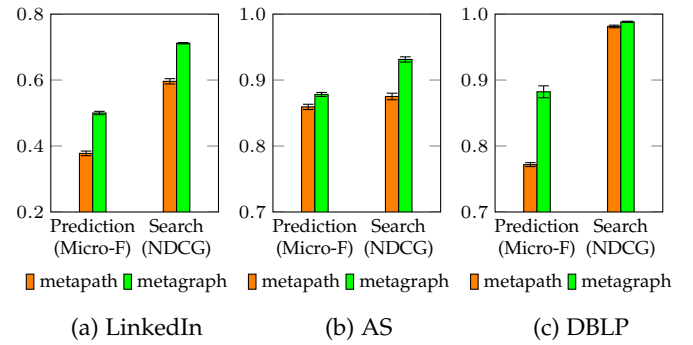 0.8
0.6
0.4
0.2
Prediction Search
(Micro-F) (NDCG)
metapath metagraph
(a) LinkedIn
1.0
0.9
0.8
0.7
Prediction Search
(Micro-F) (NDCG)
metapath metagraph
(b) AS
1.0
0.9
0.8
0.7
Prediction Search
(Micro-F) (NDCG)
metapath metagraph
(c) DBLP